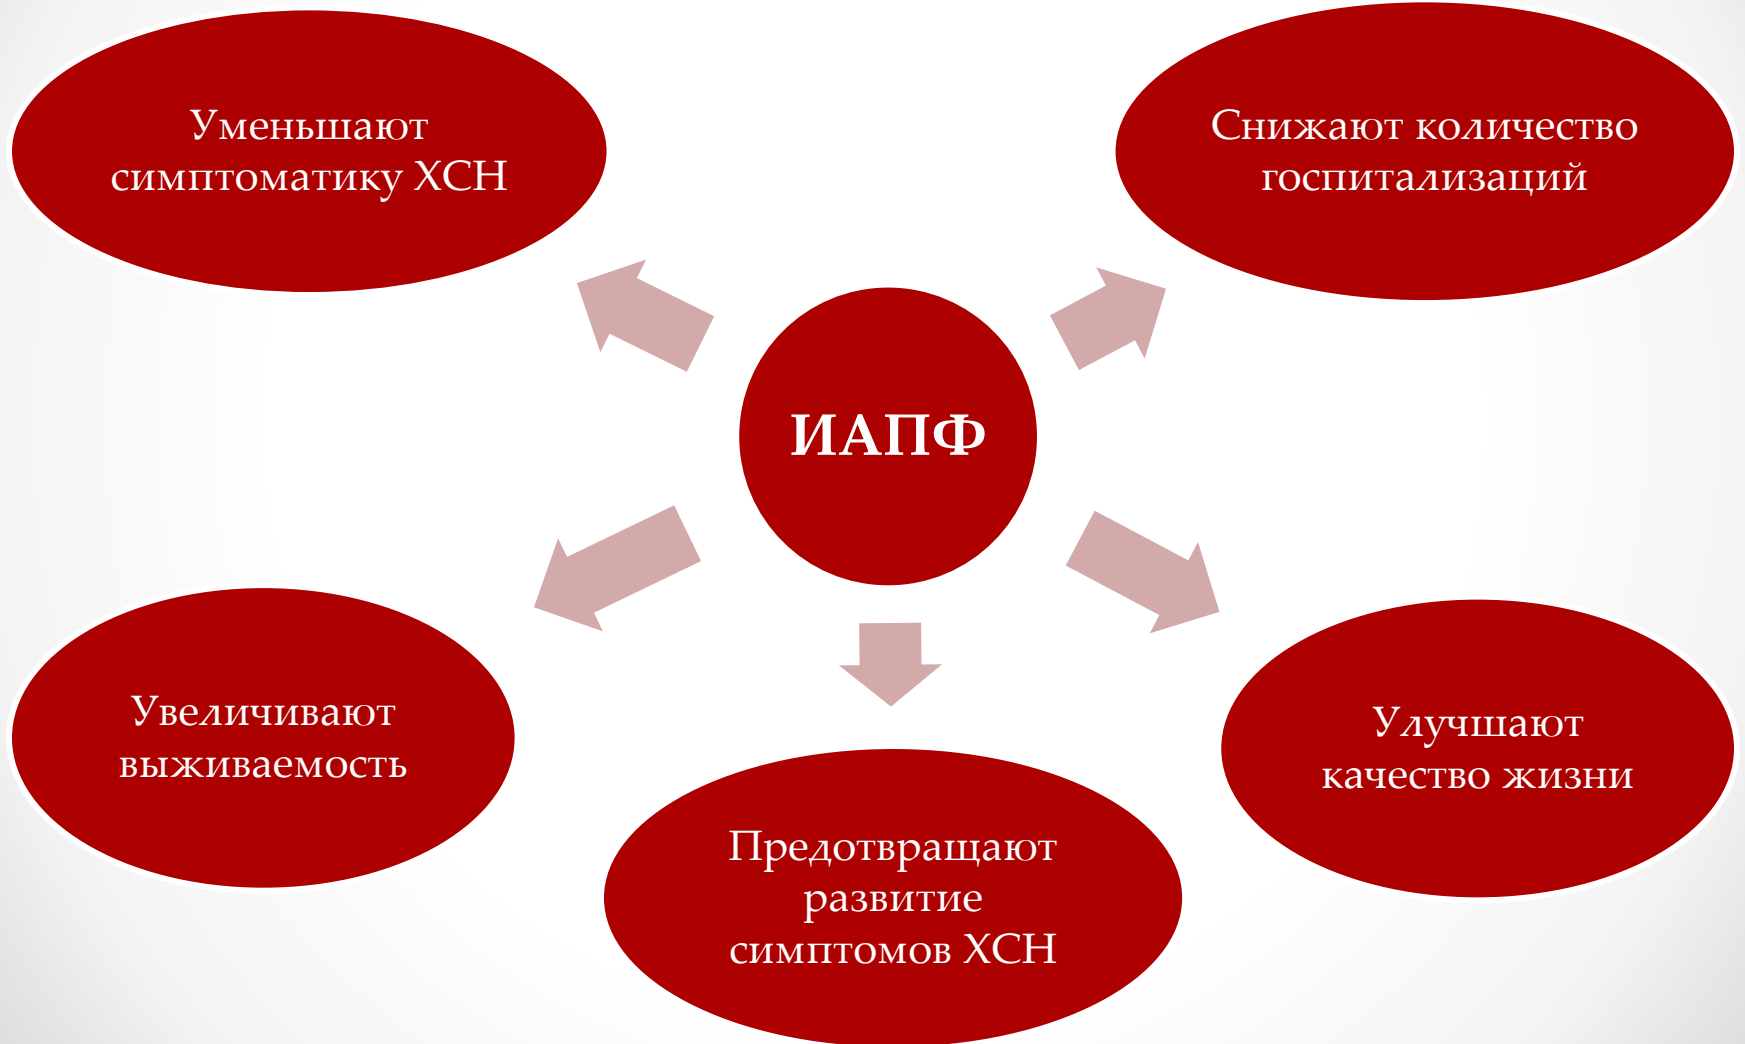 Уменьшают
симптоматику ХСН
Снижают количество
госпитализаций
ИАПФ
Увеличивают
выживаемость
Улучшают
качество жизни
Предотвращают
развитие
симптомов ХСН